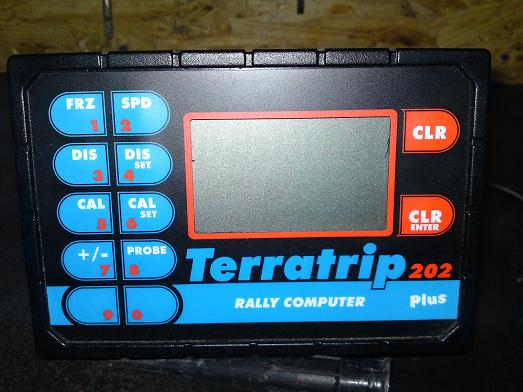 FRZ 1 SPD 2
DIS 3 DIS SET 4
CAL 5 CAL SET 6
+/- 7 PROBE 8
9 0
CLR
CLR
ENTER
Terratrip 202
RALLY COMPUTER plus